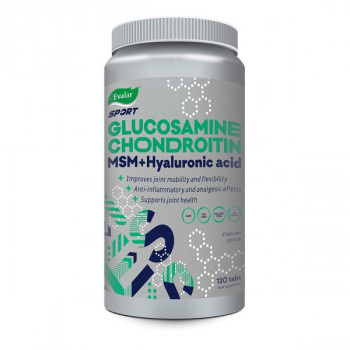 Evalar
SPORT
GLUCOSAMINE
CHONDROITIN
MSM+Hyaluronic acid
+ Improves joint mobility and flexibility
+ Anti-inflammatory and analgesic effects
+ Supports joint health
120 tablets